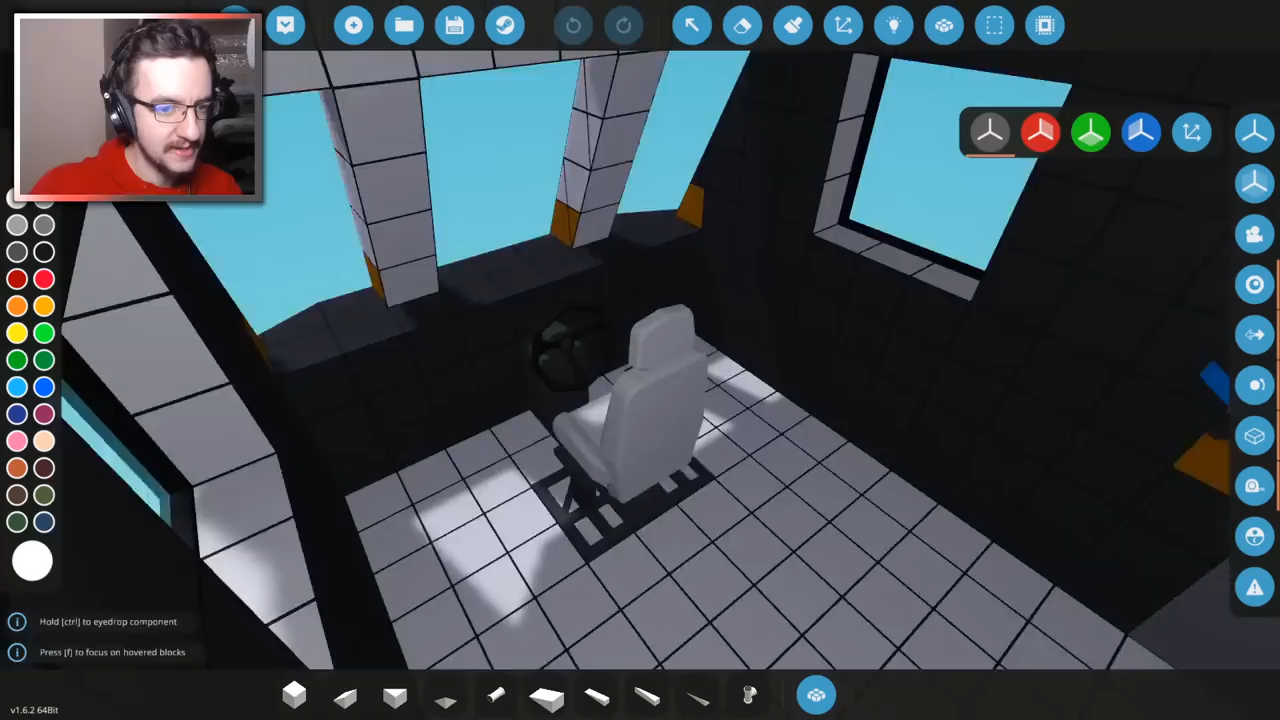 Hold [ctrl] to eyedrop component
Press [f] to focus on hovered blocks
v1.6.2 64Bit